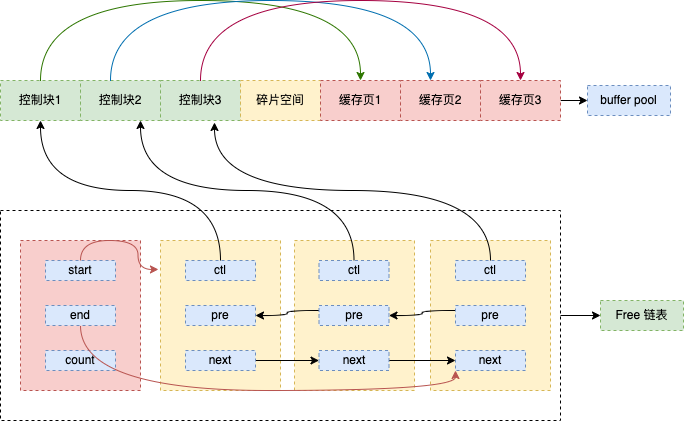 控制块1
控制块2
控制块3
碎片空间
缓存页1
缓存页2
缓存页3
buffer pool
start
ctl
ctl
ctl
end
pre
pre
pre
Free 链表
count
next
next
next